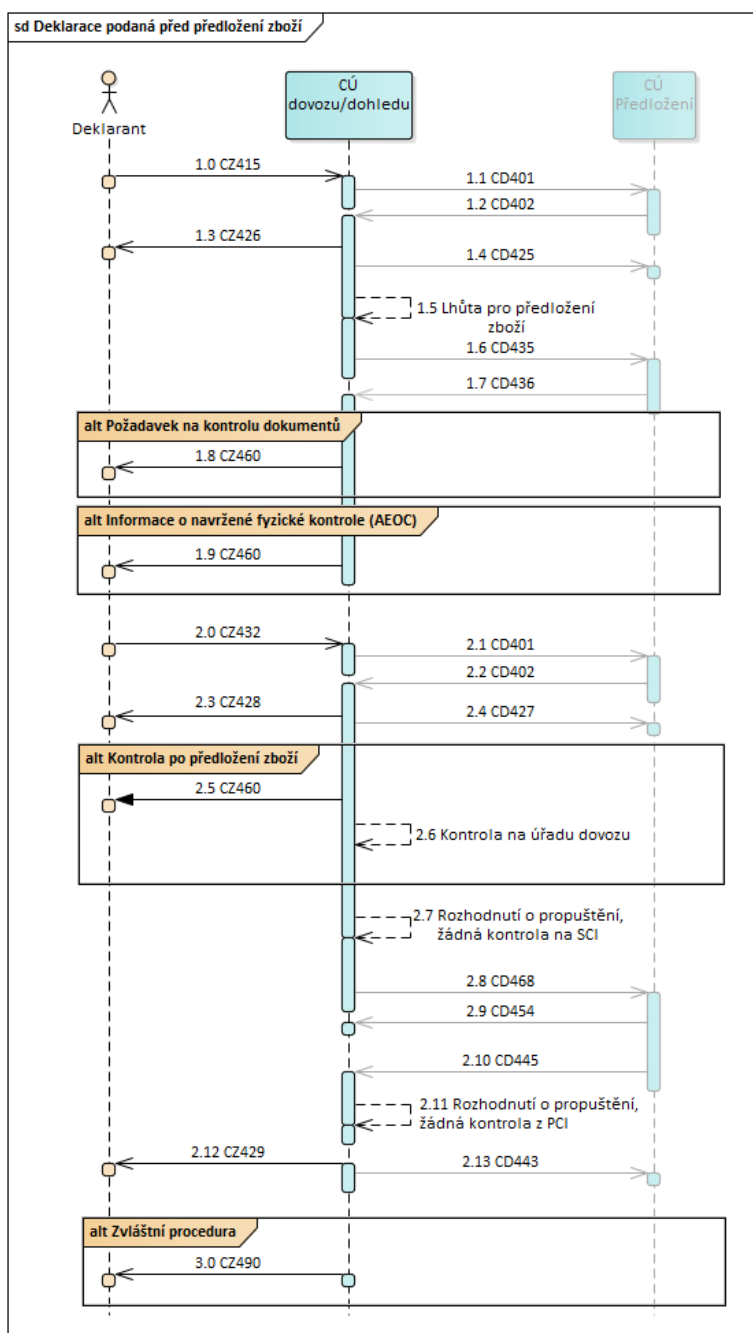 sd Deklarace podaná před předložení zboží
Deklarant
CÚ
dovozu/dohledu
CÚ
Předložení
1.0 CZ415
1.1 CD401
1.2 CD402
1.3 CZ426
1.4 CD425
1.5 Lhůta pro předložení
zboží
1.6 CD435
1.7 CD436
alt Požadavek na kontrolu dokumentů
1.8 CZ460
alt Informace o navržené fyzické kontrole (AEOC)
1.9 CZ460
2.0 CZ432
2.1 CD401
2.2 CD402
2.3 CZ428
2.4 CD427
alt Kontrola po předložení zboží
2.5 CZ460
2.6 Kontrola na úřadu dovozu
2.7 Rozhodnutí o propuštění,
žádná kontrola na SCI
2.8 CD468
2.9 CD454
2.10 CD445
2.11 Rozhodnutí o propuštění,
žádná kontrola z PCI
2.12 CZ429
2.13 CD443
alt Zvláštní procedura
3.0 CZ490